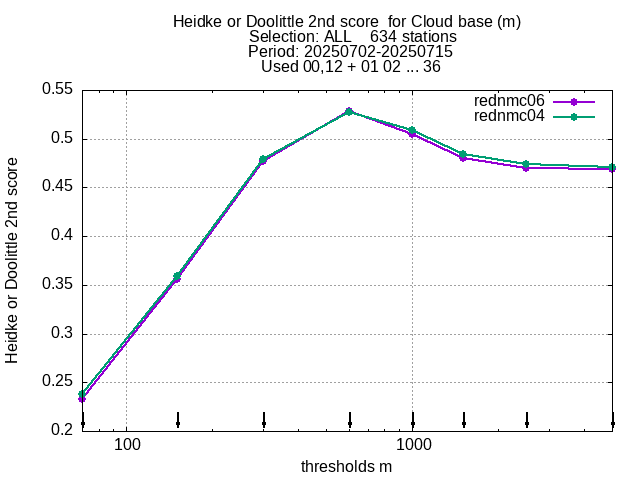 Heidke or Doolittle 2nd score  for Cloud base (m)
Selection: ALL    634 stations
Period: 20250702-20250715
Used 00,12 + 01 02 ... 36
rednmc06
rednmc04
0.55
0.5
0.45
0.4
0.35
0.3
0.25
0.2
Heidke or Doolittle 2nd score
100
1000
thresholds m